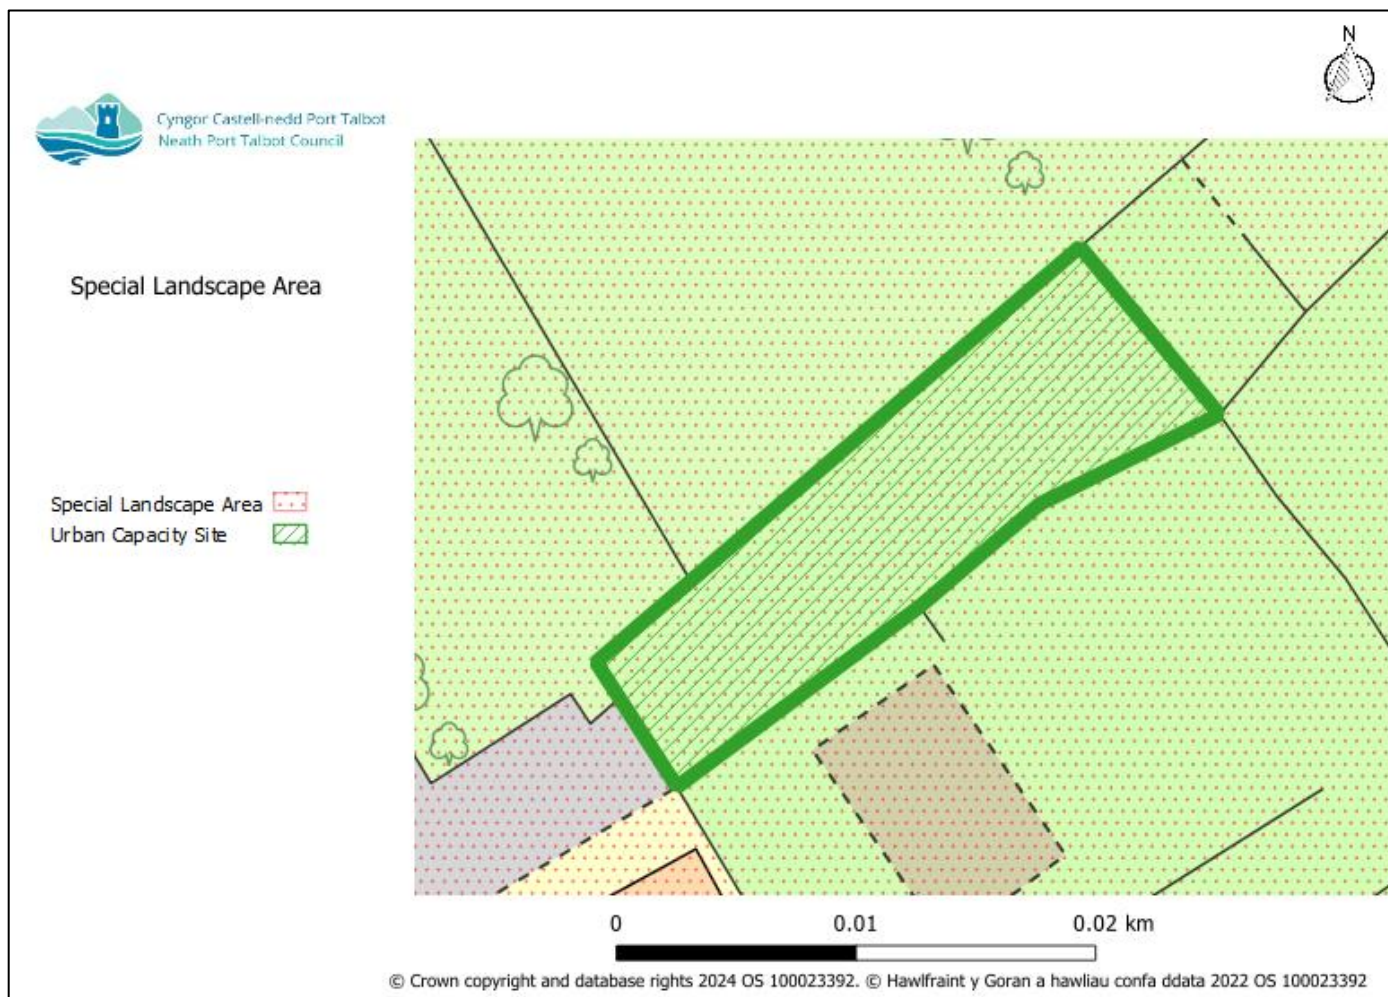 N
Cyngor Castell-nedd Port Talbot
Neath Port Talbot Council
Special Landscape Area
Special Landscape Area
Urban Capacity Site
0 0.01 0.02 km
© Crown copyright and database rights 2024 OS 100023392. © Hawlfraint y Goran a hawliau confa ddata 2022 OS 100023392